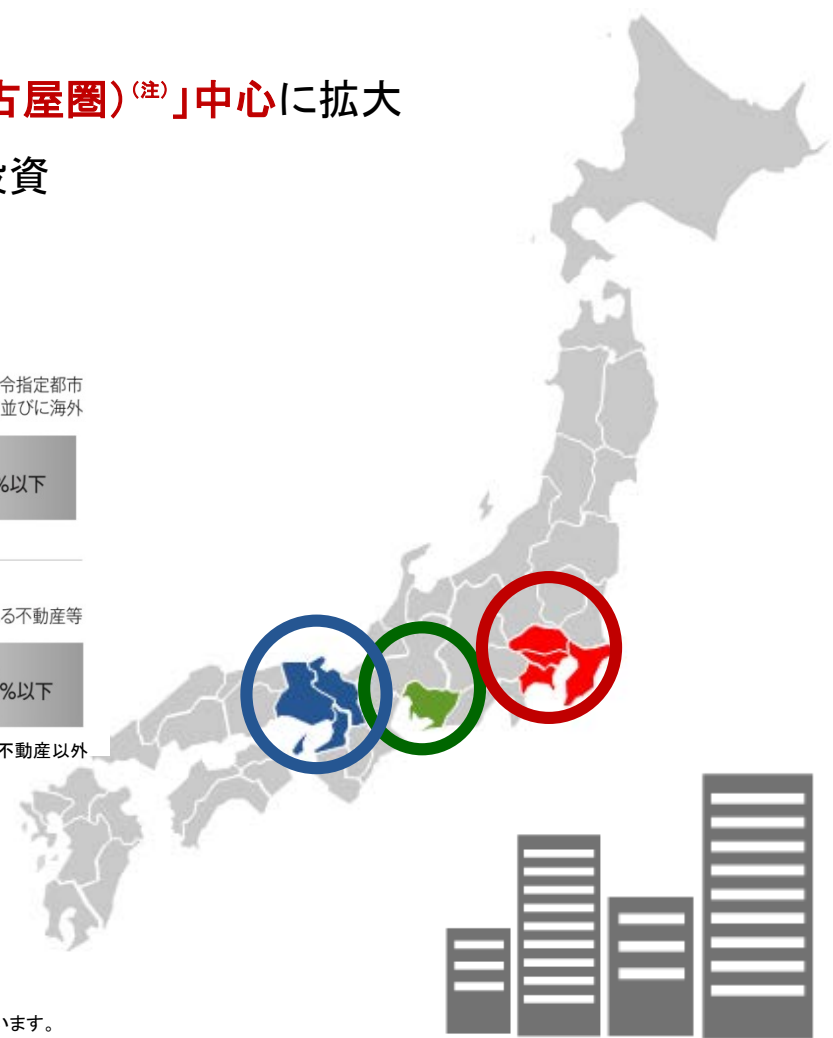 古屋圏)(注)」中心に拡大
投資
令指定都市
並びに海外
%以下
る不動産等
%以下
不動産以外
います。